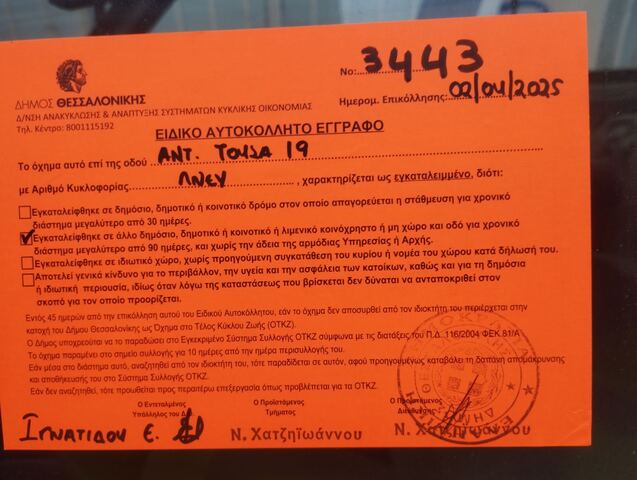 Νο:..3443
Ημερομ. Επικόλλησης: 02/04/2025
ΔΗΜΟΣ ΘΕΣΣΑΛΟΝΙΚΗΣ
Δ/ΝΣΗ ΑΝΑΚΥΚΛΩΣΗΣ & ΑΝΑΠΤΥΞΗΣ ΣΥΣΤΗΜΑΤΩΝ ΚΥΚΛΙΚΗΣ ΟΙΚΟΝΟΜΙΑΣ
Τηλ. Κέντρο: 8001115192
ΕΙΔΙΚΟ ΑΥΤΟΚΟΛΛΗΤΟ ΕΓΓΡΑΦΟ
Το όχημα αυτό επί της οδού ΑΝΤ. ΤΟΥΣΑ 19
με Αριθμό Κυκλοφορίας ΑΝΕΥ, χαρακτηρίζεται ως εγκαταλειμμένο, διότι:
Εγκαταλείφθηκε σε δημόσιο, δημοτικό ή κοινοτικό δρόμο στον οποίο απαγορεύεται η στάθμευση για χρονικό
διάστημα μεγαλύτερο από 30 ημέρες.
Εγκαταλείφθηκε σε άλλο δημόσιο, δημοτικό ή κοινοτικό ή λιμενικό κοινόχρηστο ή μη χώρο και οδό για χρονικό
διάστημα μεγαλύτερο από 90 ημέρες, και χωρίς την άδεια της αρμόδιας Υπηρεσίας ή Αρχής.
Εγκαταλείφθηκε σε ιδιωτικό χώρο, χωρίς προηγούμενη συγκατάθεση του κυρίου ή νομέα του χώρου κατά δήλωσή του.
Αποτελεί γενικά κίνδυνο για το περιβάλλον, την υγεία και την ασφάλεια των κατοίκων, καθώς και για τη δημόσια
ή ιδιωτική περιουσία, ιδίως όταν λόγω της καταστάσεως που βρίσκεται δεν δύναται να ανταποκριθεί στον
σκοπό για τον οποίο προορίζεται.
Εντός 45 ημερών από την επικόλληση αυτού του Ειδικού Αυτοκόλλητου, εάν το όχημα δεν αποσυρθεί από τον ιδιοκτήτη του περιέρχεται στην
κατοχή του Δήμου Θεσσαλονίκης ως Όχημα στο Τέλος Κύκλου Ζωής (ΟΤΚΖ).
Ο Δήμος υποχρεούται να το παραδώσει στο Εγκεκριμένο Σύστημα Συλλογής ΟΤΚΖ σύμφωνα με τις διατάξεις του Π.Δ. 116/2004 ΦΕΚ 81/Α
Το όχημα παραμένει στο σημείο συλλογής για 10 ημέρες από την ημέρα περισυλλογής του.
Εάν μέσα στο διάστημα αυτό, αναζητηθεί από τον ιδιοκτήτη του, τότε παραδίδεται σε αυτόν, αφού προηγουμένως καταβάλει τη δαπάνη απομάκρυνσης
και αποθήκευσής του στο Σύστημα Συλλογής ΟΤΚΖ.
Εάν δεν αναζητηθεί, τότε προωθείται προς περαιτέρω επεξεργασία όπως προβλέπεται για τα ΟΤΚΖ.
Ο Εντεταλμένος
Υπάλληλος του Δ.
Ο Προϊστάμενος
Τμήματος
Ο Προϊστάμενος
Διεύθυνσης
ΙΓΝΑΤΙΔΟΥ Ε.
Ν. Χατζηϊωάννου
Ν. Χατζηϊωάννου